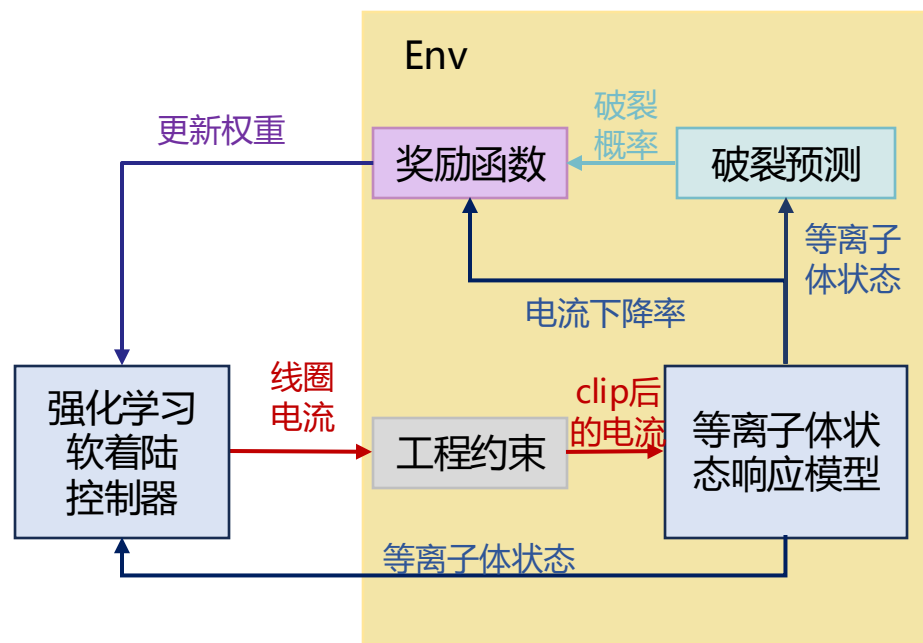 Env
更新权重
破裂
概率
奖励函数
破裂预测
等离子
体状态
电流下降率
强化学习
软着陆
控制器
线圈
电流
工程约束
clip后
的电流
等离子体状
态响应模型
等离子体状态